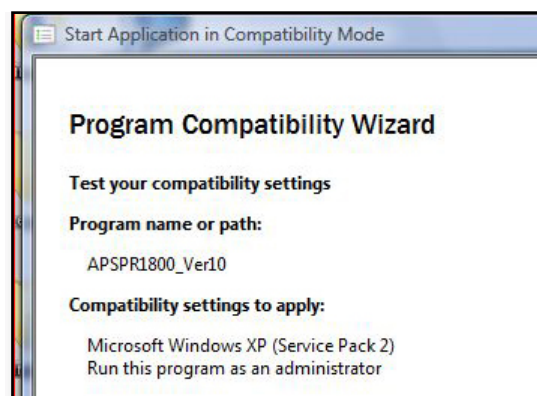 Start Application in Compatibility Mode
Program Compatibility Wizard
Test your compatibility settings
Program name or path:
APSPR1800_Ver10
Compatibility settings to apply:
Microsoft Windows XP (Service Pack 2)
Run this program as an administrator